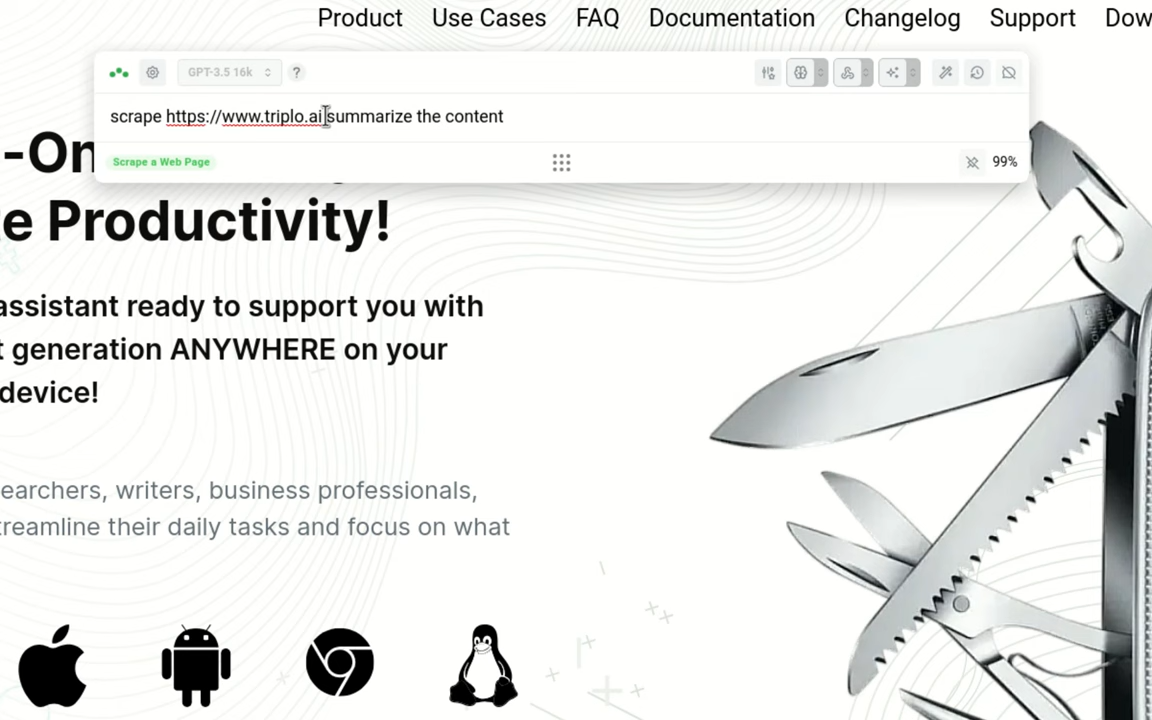 Product Use Cases FAQ Documentation Changelog Support Dow
GPT-3.5 16k ?
scrape https://www.triplo.ai summarize the content
Scrape a Web Page 99%
-On
e Productivity!
assistant ready to support you with
t generation ANYWHERE on your
device!
earchers, writers, business professionals,
treamline their daily tasks and focus on what